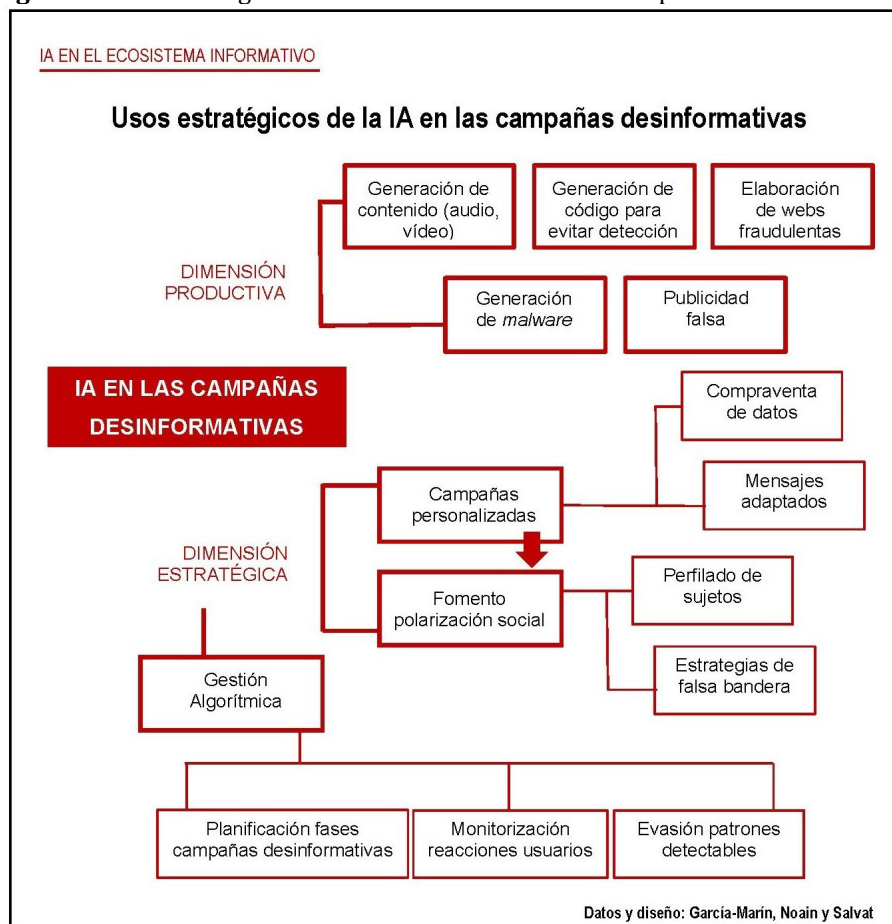 IA EN EL ECOSISTEMA INFORMATIVO
Usos estratégicos de la IA en las campañas desinformativas
Generación de
contenido (audio,
vídeo)
Generación de
código para
evitar detección
Elaboración
de webs
fraudulentas
DIMENSIÓN
PRODUCTIVA
Generación
de malware
Publicidad
falsa
IA EN LAS CAMPAÑAS
DESINFORMATIVAS
Compraventa
de datos
Campañas
personalizadas
Mensajes
adaptados
DIMENSIÓN
ESTRATÉGICA
Fomento
polarización social
Perfilado de
sujetos
Estrategias de
falsa bandera
Gestión
Algorítmica
Planificación fases
campañas desinformativas
Monitorización
reacciones usuarios
Evasión patrones
detectables
Datos y diseño: García-Marín, Noain y Salvat